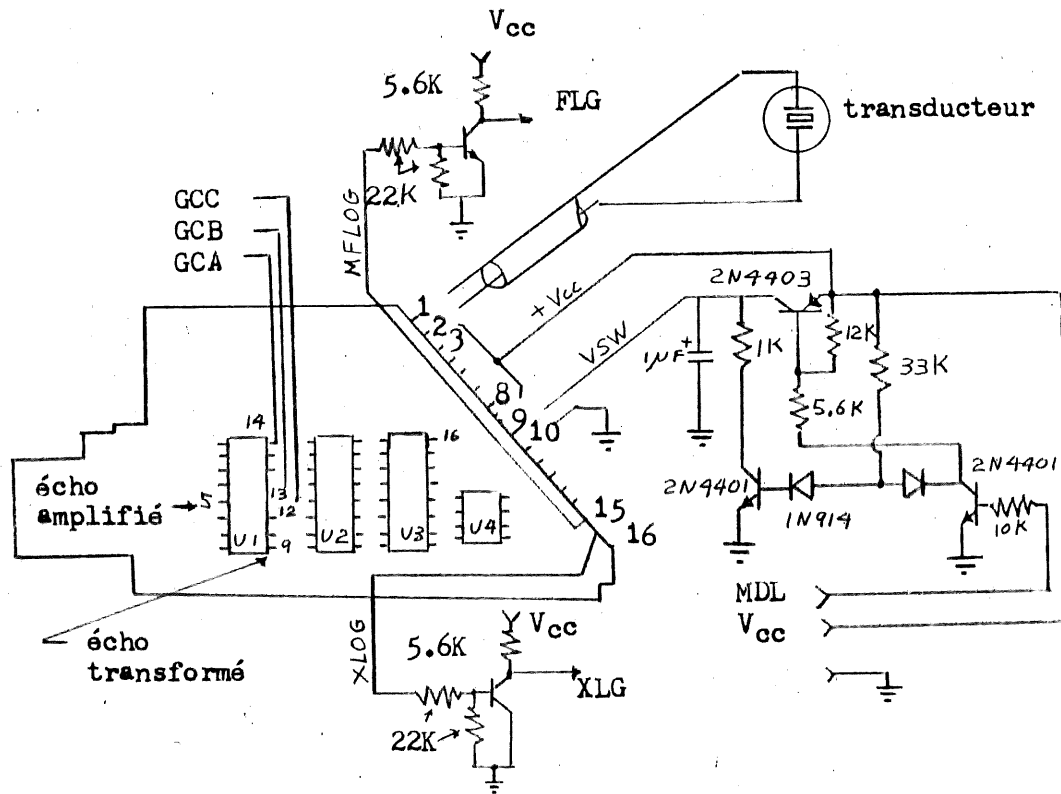 Vcc
5.6K
FLG
22K
transducteur
GCC
GCB
GCA
MFLOG
1
2
3
8
9
10
15
16
+Vcc
VSW
2N4403
1µF
+
1K
12K
33K
5.6K
2N4401
1N914
2N4401
10K
MDL
Vcc
14
13
12
9
5
16
écho
amplifié
U1
U2
U3
U4
écho
transformé
XLOG
5.6K
Vcc
XLG
22K